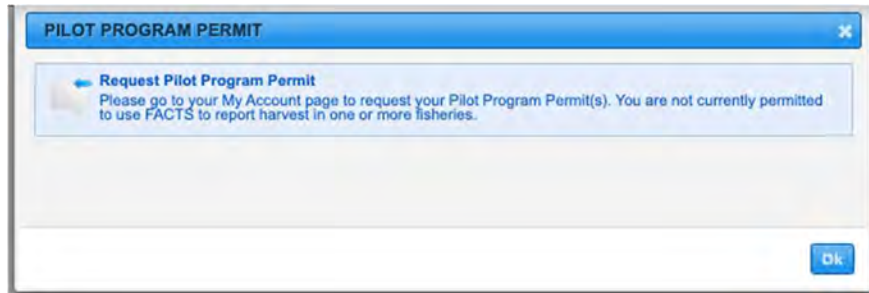 PILOT PROGRAM PERMIT
Request Pilot Program Permit
Please go to your My Account page to request your Pilot Program Permit(s). You are not currently permitted
to use FACTS to report harvest in one or more fisheries.
Ok